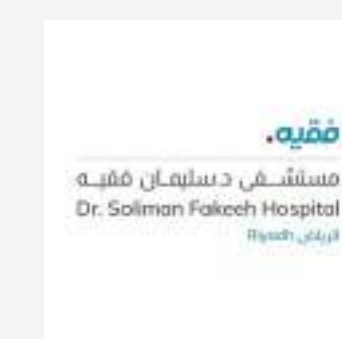 فقيه.
مستشفى د.سليمان فقيه
Dr. Soliman Fakeeh Hospital
الرياض Riyadh